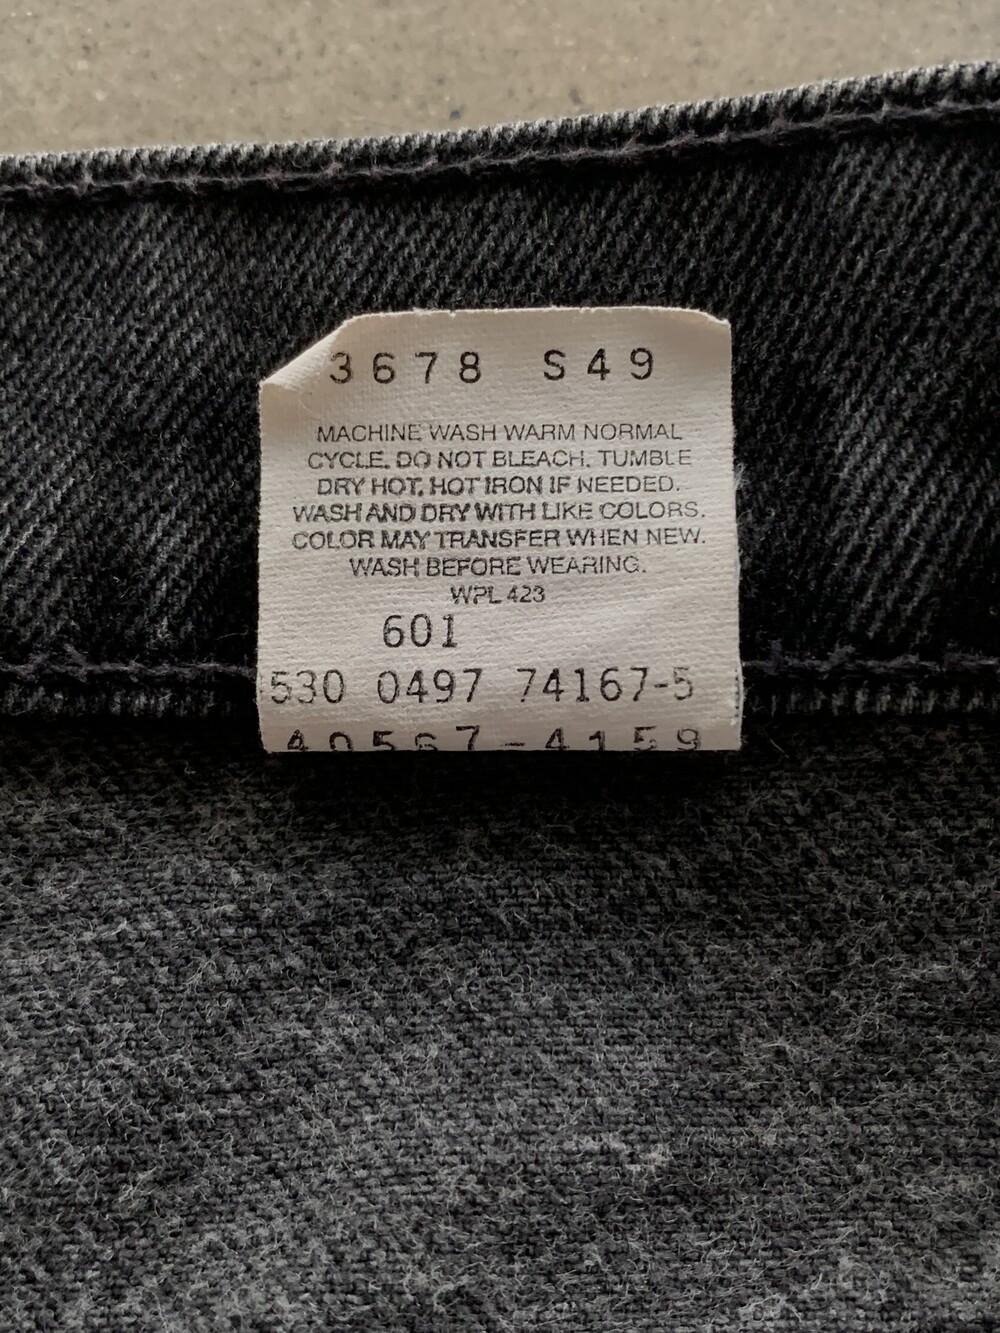 3678 S49
MACHINE WASH WARM NORMAL
CYCLE. DO NOT BLEACH. TUMBLE
DRY HOT, HOT IRON IF NEEDED.
WASH AND DRY WITH LIKE COLORS.
COLOR MAY TRANSFER WHEN NEW.
WASH BEFORE WEARING.
WPL 423
601
530 0497 74167-5
40567-4159